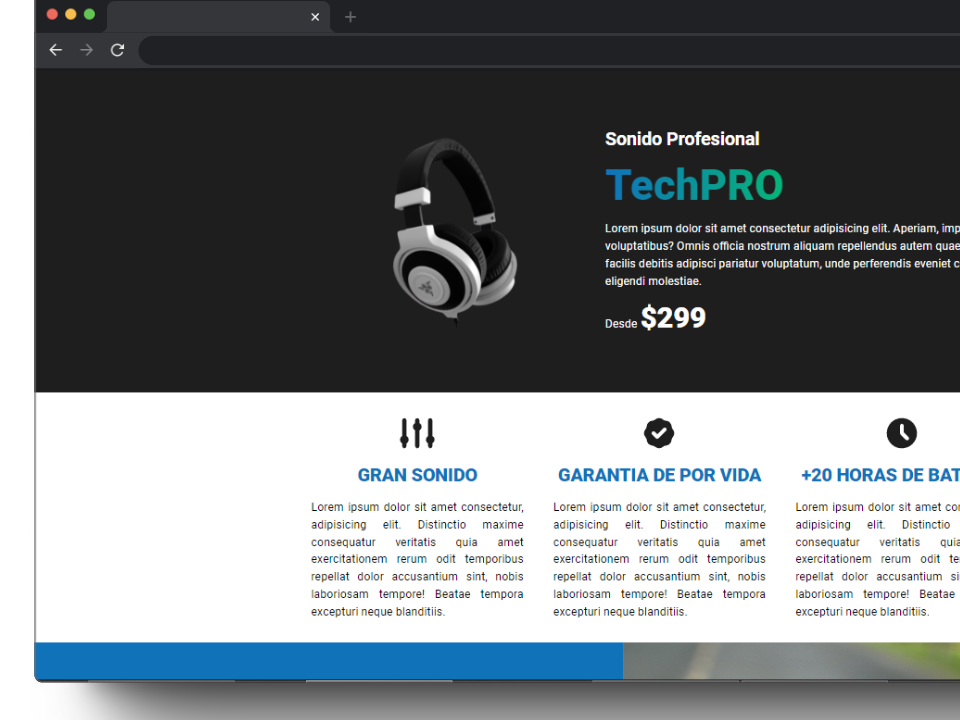 Sonido Profesional
TechPRO
Lorem ipsum dolor sit amet consectetur adipisicing elit. Aperiam, imp
voluptatibus? Omnis officia nostrum aliquam repellendus autem quae
facilis debitis adipisci pariatur voluptatum, unde perferendis eveniet c
eligendi molestiae.
Desde $299
GRAN SONIDO
Lorem ipsum dolor sit amet consectetur,
adipisicing elit. Distinctio maxime
consequatur veritatis quia amet
exercitationem rerum odit temporibus
repellat dolor accusantium sint, nobis
laboriosam tempore! Beatae tempora
excepturi neque blanditiis.
GARANTIA DE POR VIDA
Lorem ipsum dolor sit amet consectetur,
adipisicing elit. Distinctio maxime
consequatur veritatis quia amet
exercitationem rerum odit temporibus
repellat dolor accusantium sint, nobis
laboriosam tempore! Beatae tempora
excepturi neque blanditiis.
+20 HORAS DE BAT
Lorem ipsum dolor sit amet con
adipisicing elit. Distinctio
consequatur veritatis quia
exercitationem rerum odit te
repellat dolor accusantium si
laboriosam tempore! Beatae
excepturi neque blanditiis.